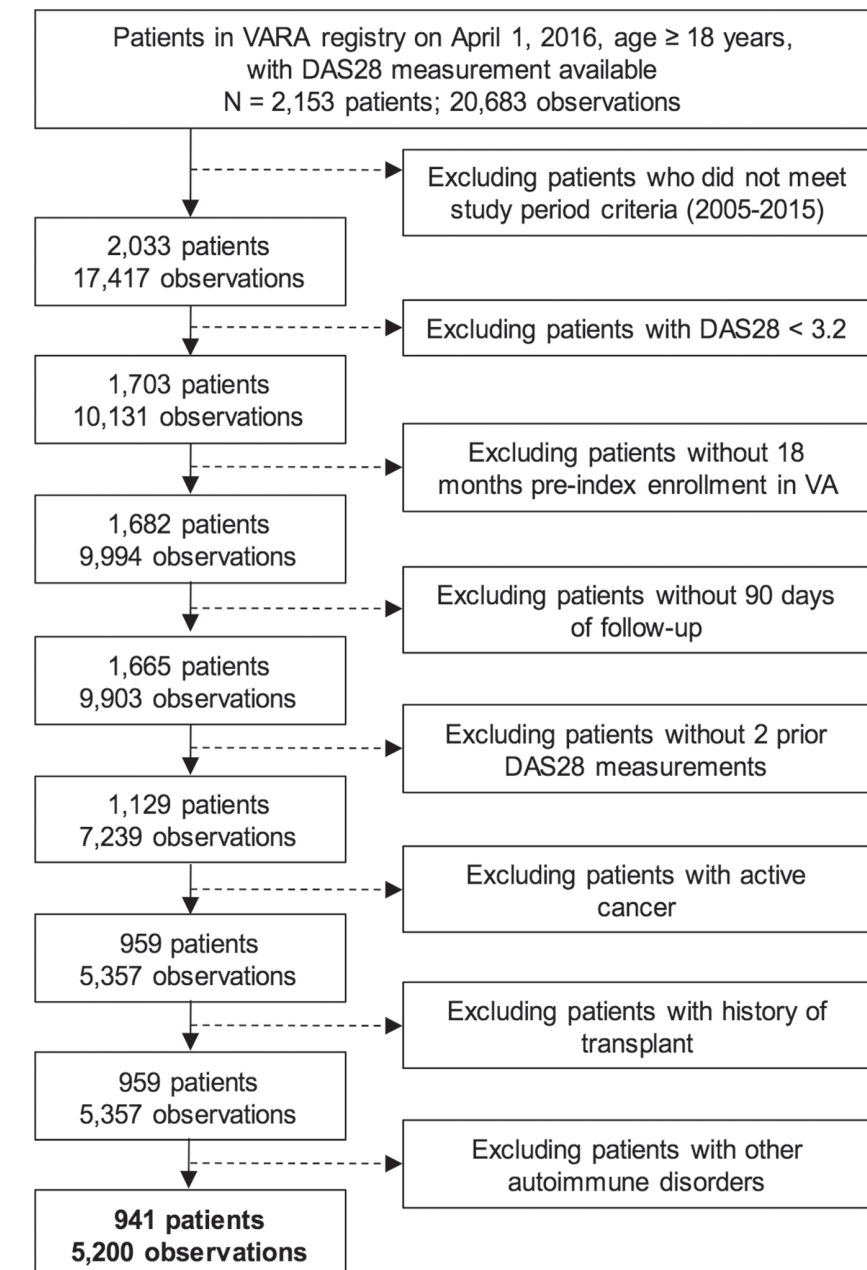 Patients in VARA registry on April 1, 2016, age ≥ 18 years,
with DAS28 measurement available
N = 2,153 patients; 20,683 observations
Excluding patients who did not meet
study period criteria (2005-2015)
2,033 patients
17,417 observations
Excluding patients with DAS28 < 3.2
1,703 patients
10,131 observations
Excluding patients without 18
months pre-index enrollment in VA
1,682 patients
9,994 observations
Excluding patients without 90 days
of follow-up
1,665 patients
9,903 observations
Excluding patients without 2 prior
DAS28 measurements
1,129 patients
7,239 observations
Excluding patients with active
cancer
959 patients
5,357 observations
Excluding patients with history of
transplant
959 patients
5,357 observations
Excluding patients with other
autoimmune disorders
941 patients
5,200 observations